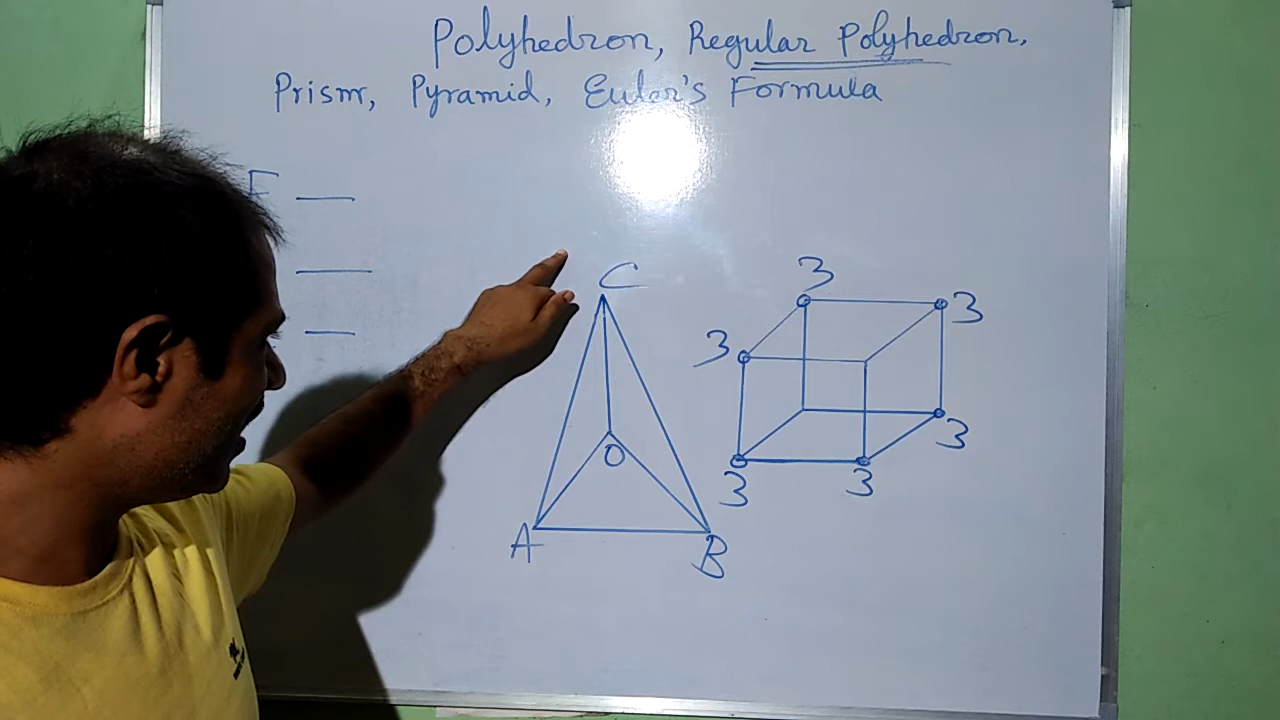 Polyhedron, Regular Polyhedron,
Prism, Pyramid, Euler's Formula
F —
—
—
C
3
3
3
O
3
3
3
A
B